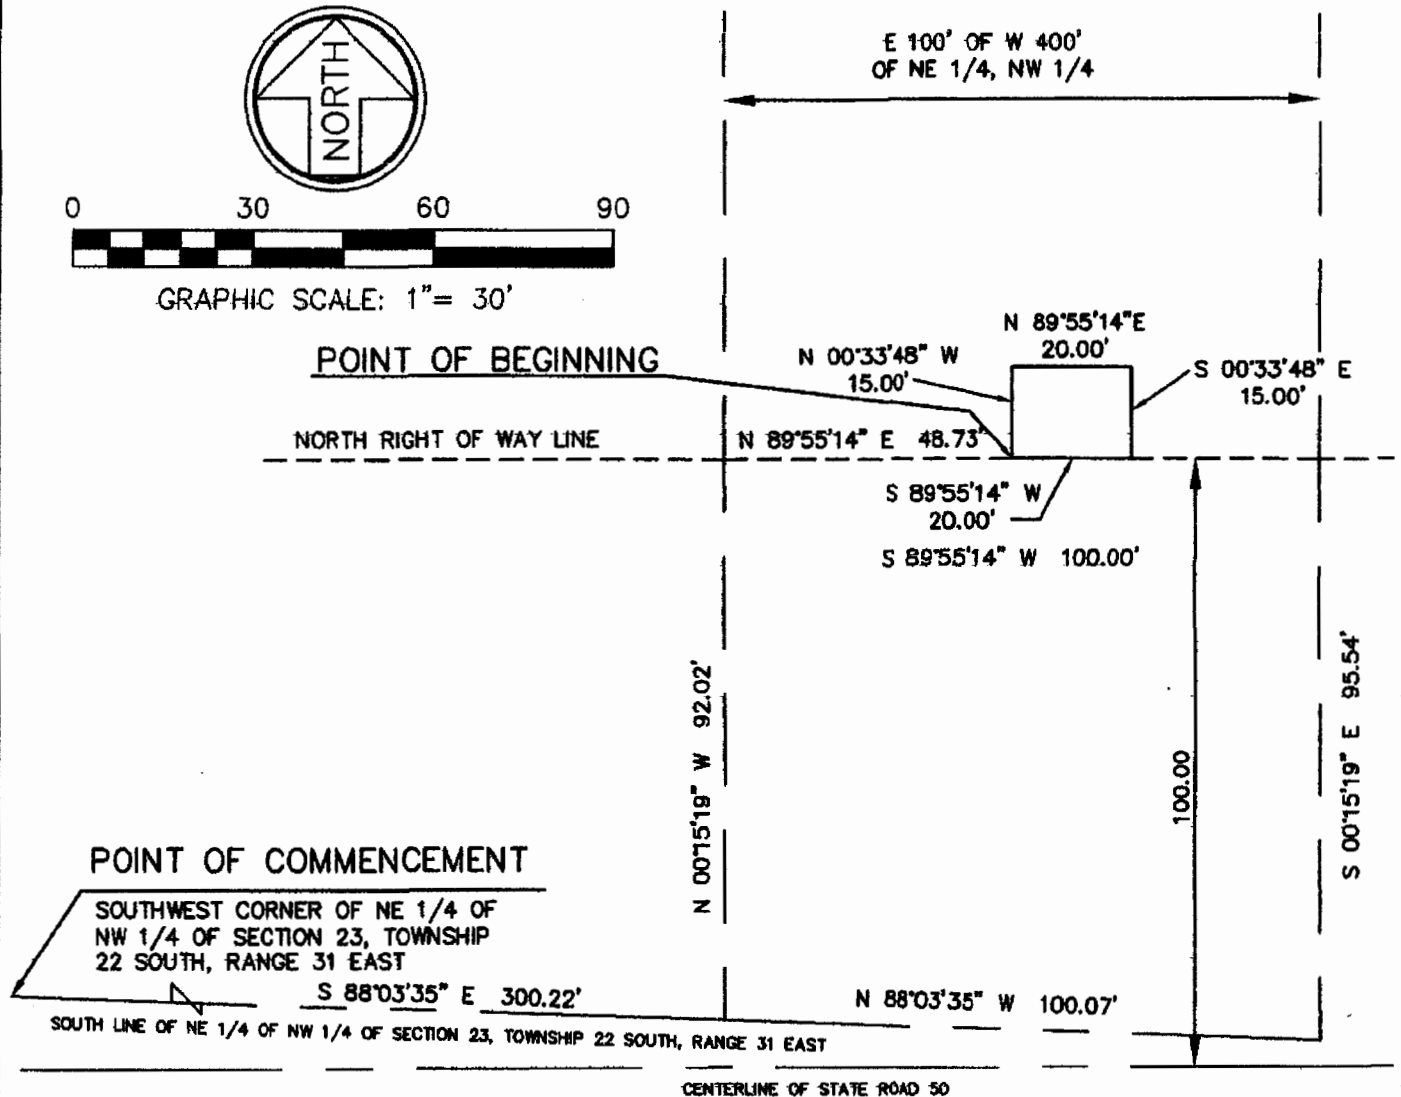 E 100' OF W 400'
OF NE 1/4, NW 1/4
NORTH
0 30 60 90
GRAPHIC SCALE: 1"= 30'
N 89°55'14"E
20.00'
POINT OF BEGINNING
N 00°33'48" W
15.00'
S 00°33'48" E
15.00'
NORTH RIGHT OF WAY LINE
N 89°55'14" E 48.73'
S 89°55'14" W
20.00'
S 89°55'14" W 100.00'
N 00°15'19" W 92.02'
100.00
S 00°15'19" E 95.54'
POINT OF COMMENCEMENT
SOUTHWEST CORNER OF NE 1/4 OF
NW 1/4 OF SECTION 23, TOWNSHIP
22 SOUTH, RANGE 31 EAST
S 88°03'35" E 300.22'
N 88°03'35" W 100.07'
SOUTH LINE OF NE 1/4 OF NW 1/4 OF SECTION 23, TOWNSHIP 22 SOUTH, RANGE 31 EAST
CENTERLINE OF STATE ROAD 50